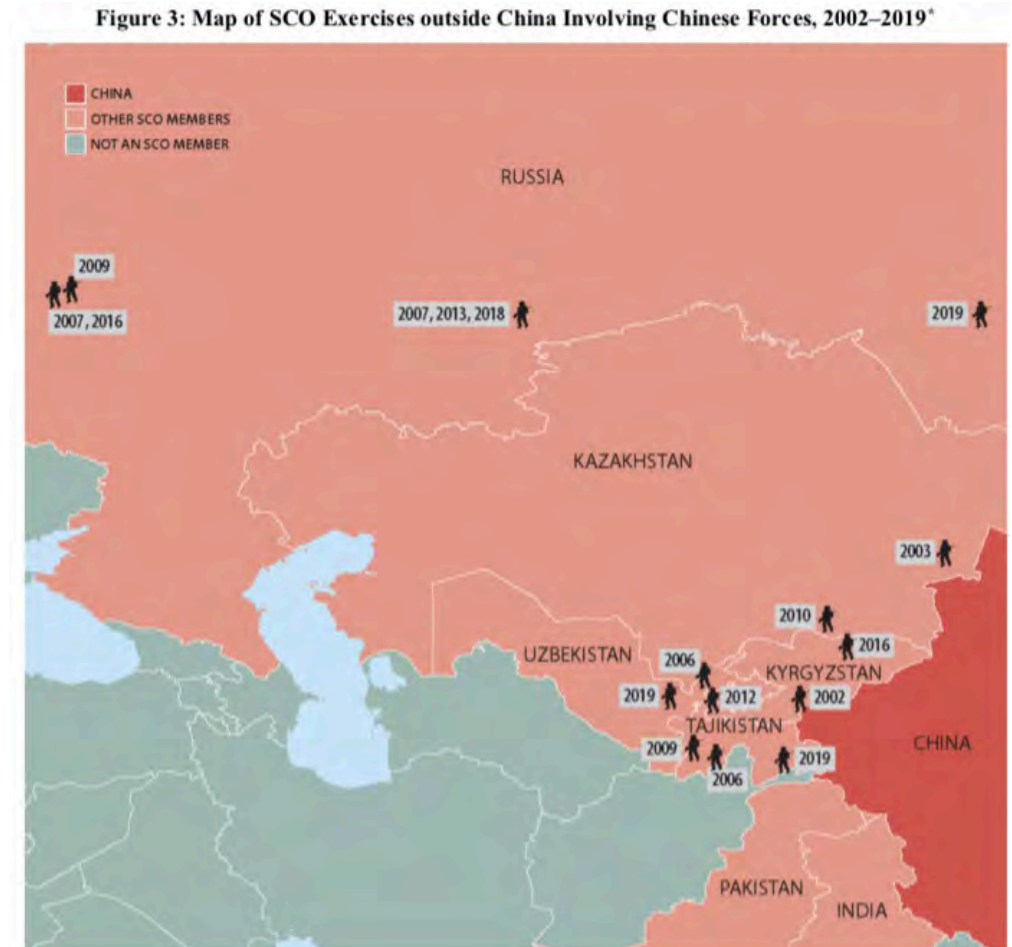 Figure 3: Map of SCO Exercises outside China Involving Chinese Forces, 2002–2019*
CHINA
OTHER SCO MEMBERS
NOT AN SCO MEMBER
RUSSIA
2009
2007, 2016
2007, 2013, 2018
2019
KAZAKHSTAN
2003
2010
2016
UZBEKISTAN
2006
KYRGYZSTAN
2019
2012
2002
TAJIKISTAN
2009
2006
2019
CHINA
PAKISTAN
INDIA